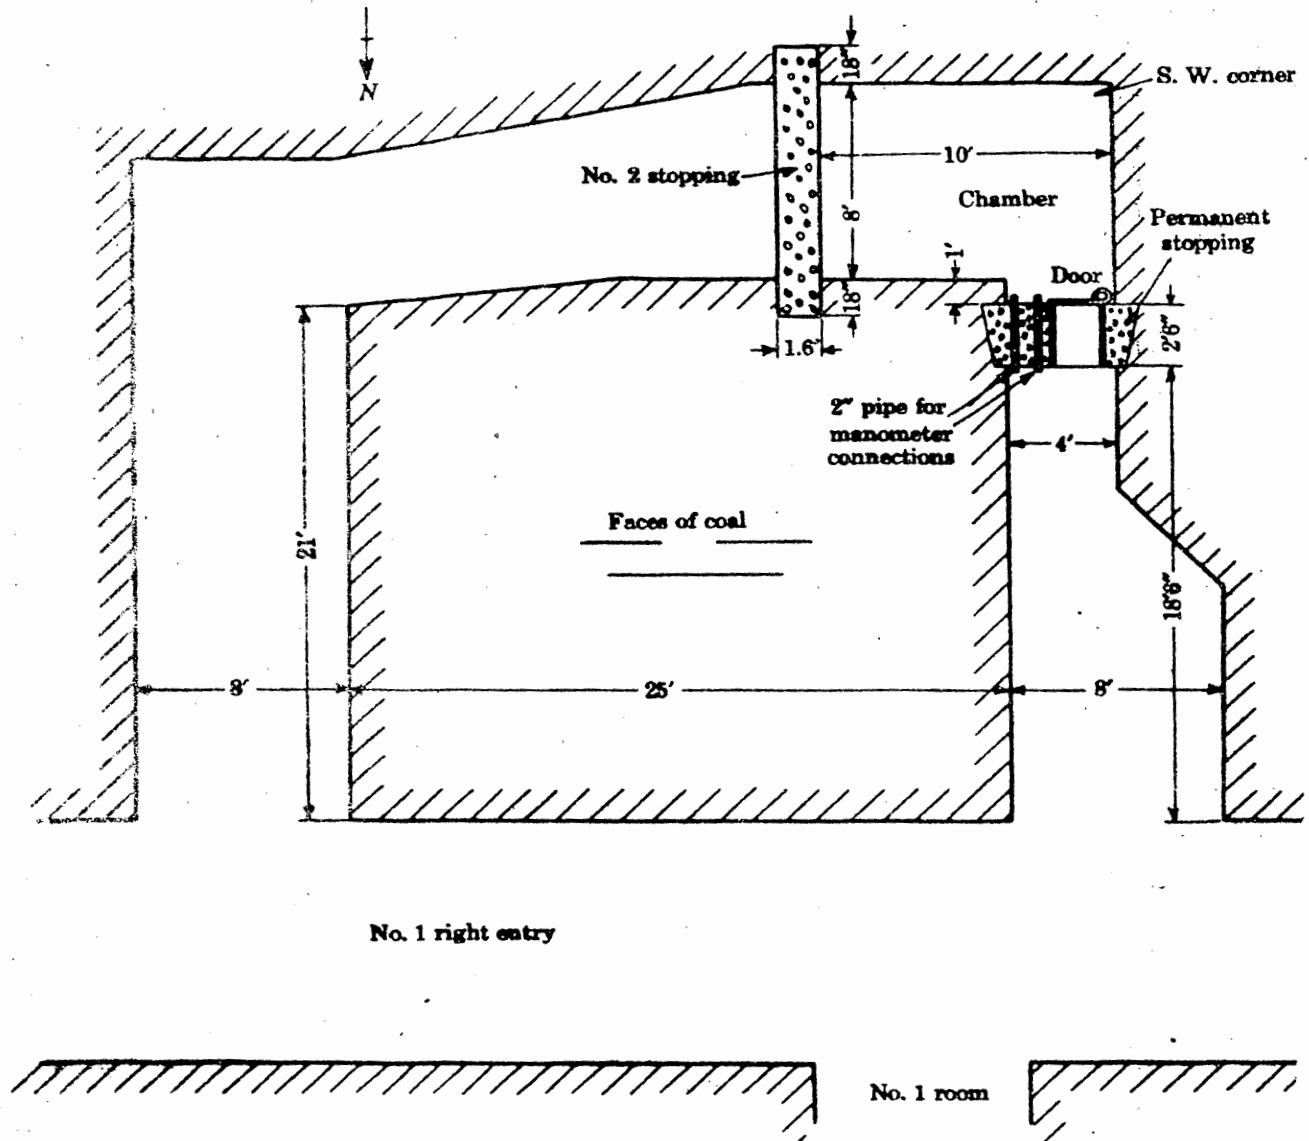 N
18"
S. W. corner
10'
No. 2 stopping
8'
Chamber
Permanent
stopping
1'
Door
18"
2'6"
1.6'
2" pipe for
manometer
connections
4'
Faces of coal
21'
18'6"
8'
25'
8'
No. 1 right entry
No. 1 room